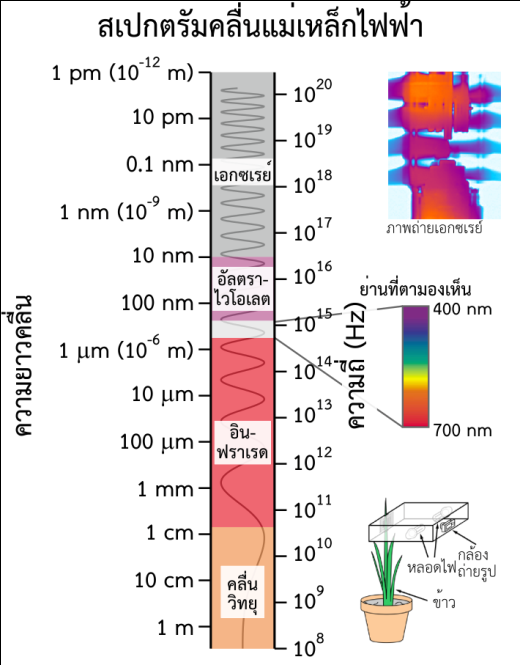 สเปกตรัมคลื่นแม่เหล็กไฟฟ้า
ความยาวคลื่น
1 pm (10⁻¹² m)
10 pm
0.1 nm
1 nm (10⁻⁹ m)
10 nm
100 nm
1 μm (10⁻⁶ m)
10 μm
100 μm
1 mm
1 cm
10 cm
1 m
เอกซเรย์
อัลตรา-
ไวโอเลต
อิน-
ฟราเรด
คลื่น
วิทยุ
10²⁰
10¹⁹
10¹⁸
10¹⁷
10¹⁶
10¹⁵
10¹⁴
10¹³
10¹²
10¹¹
10¹⁰
10⁹
10⁸
ความถี่ (Hz)
ภาพถ่ายเอกซเรย์
ย่านที่ตามองเห็น
400 nm
700 nm
หลอดไฟ
กล้อง
ถ่ายรูป
ข้าว